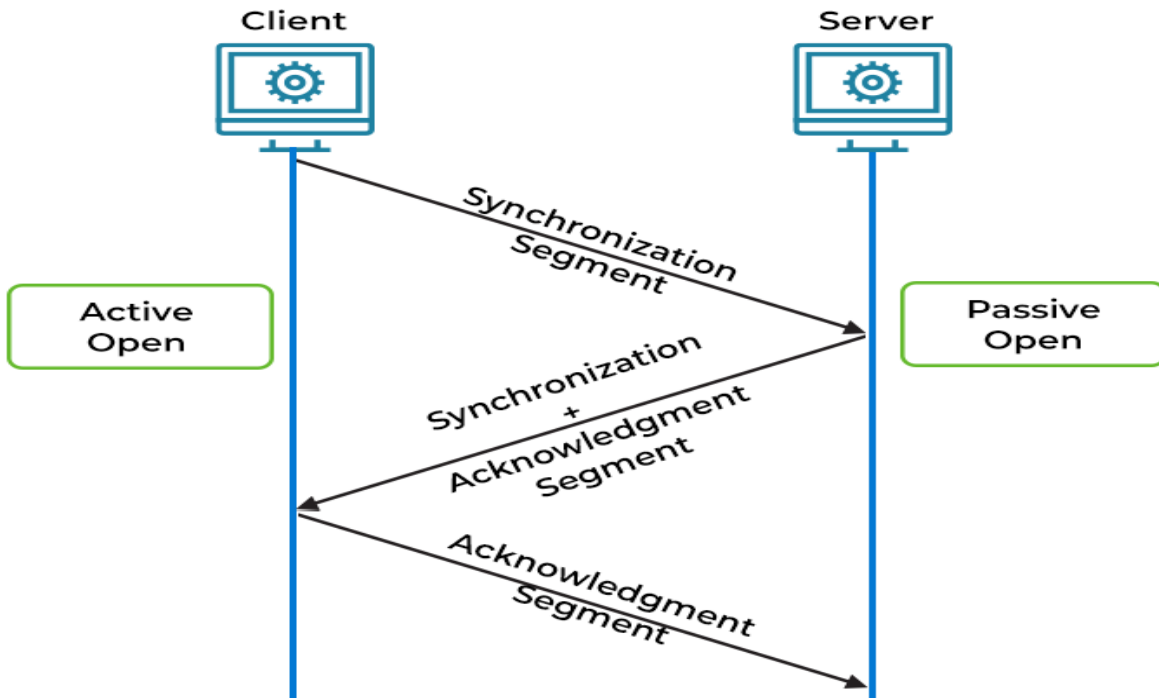 Client
Server
Synchronization
Segment
Active
Open
Passive
Open
Synchronization
+
Acknowledgment
Segment
Acknowledgment
Segment